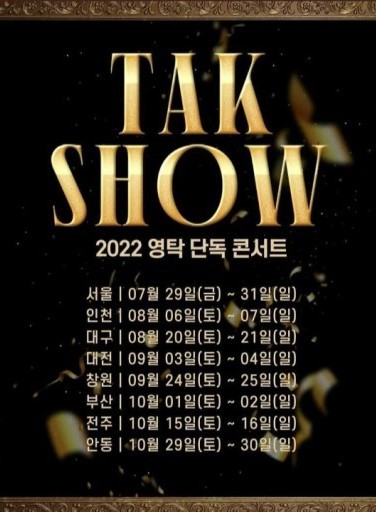 TAK
SHOW
2022 영탁 단독 콘서트
서울 | 07월 29일(금) ~ 31일(일)
인천 | 08월 06일(토) ~ 07일(일)
대구 | 08월 20일(토) ~ 21일(일)
대전 | 09월 03일(토) ~ 04일(일)
창원 | 09월 24일(토) ~ 25일(일)
부산 | 10월 01일(토) ~ 02일(일)
전주 | 10월 15일(토) ~ 16일(일)
안동 | 10월 29일(토) ~ 30일(일)